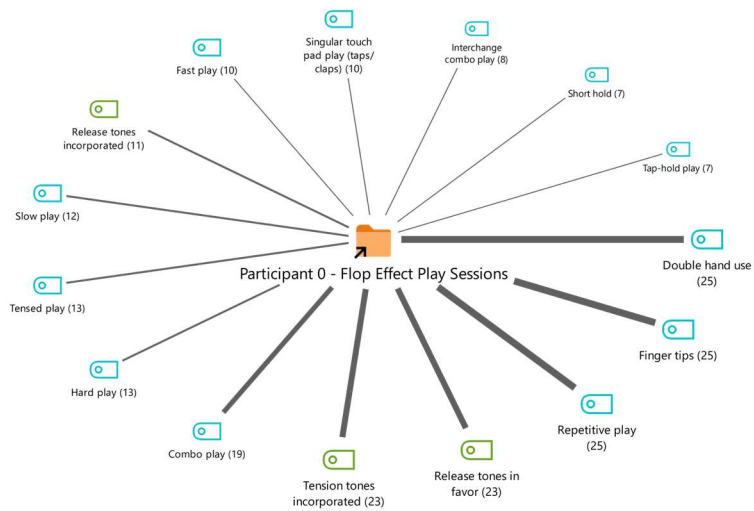 Singular touch
pad play (taps/
claps) (10)
Interchange
combo play (8)
Fast play (10)
Short hold (7)
Release tones
incorporated (11)
Tap-hold play (7)
Slow play (12)
Participant 0 - Flop Effect Play Sessions
Double hand use
(25)
Tensed play (13)
Finger tips (25)
Hard play (13)
Repetitive play
(25)
Combo play (19)
Release tones in
favor (23)
Tension tones
incorporated (23)